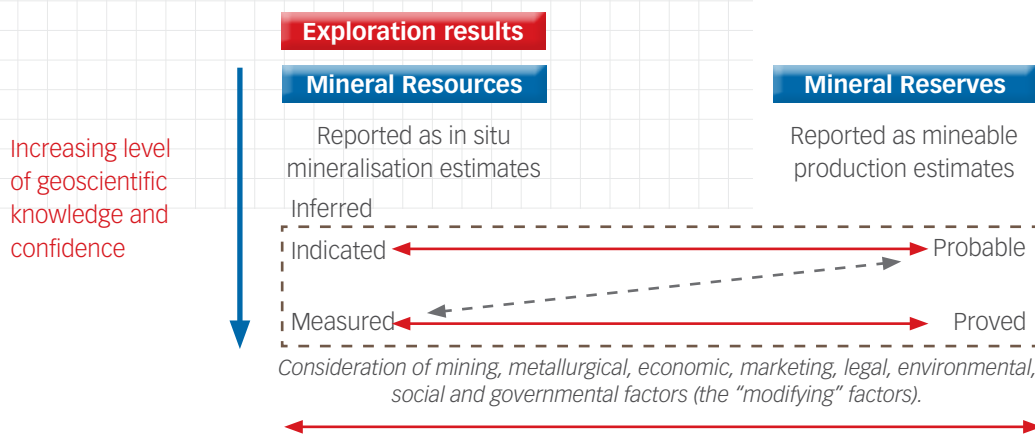 Exploration results
Mineral Resources
Mineral Reserves
Increasing level
of geoscientific
knowledge and
confidence
Reported as in situ
mineralisation estimates
Reported as mineable
production estimates
Inferred
Indicated
Probable
Measured
Proved
Consideration of mining, metallurgical, economic, marketing, legal, environmental,
social and governmental factors (the “modifying” factors).